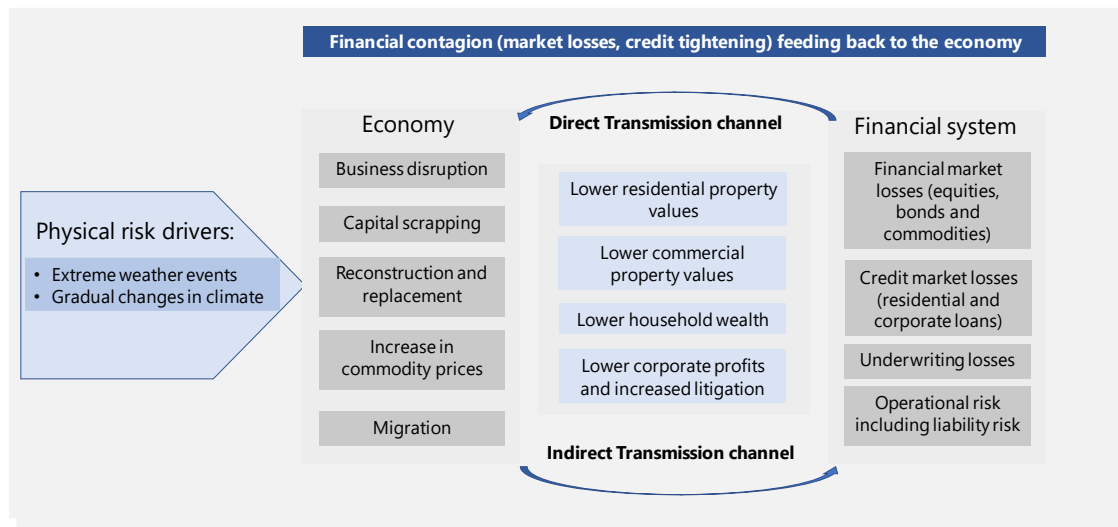 Financial contagion (market losses, credit tightening) feeding back to the economy
Physical risk drivers:
• Extreme weather events
• Gradual changes in climate
Economy
Business disruption
Capital scrapping
Reconstruction and
replacement
Increase in
commodity prices
Migration
Direct Transmission channel
Lower residential property
values
Lower commercial
property values
Lower household wealth
Lower corporate profits
and increased litigation
Indirect Transmission channel
Financial system
Financial market
losses (equities,
bonds and
commodities)
Credit market losses
(residential and
corporate loans)
Underwriting losses
Operational risk
including liability risk